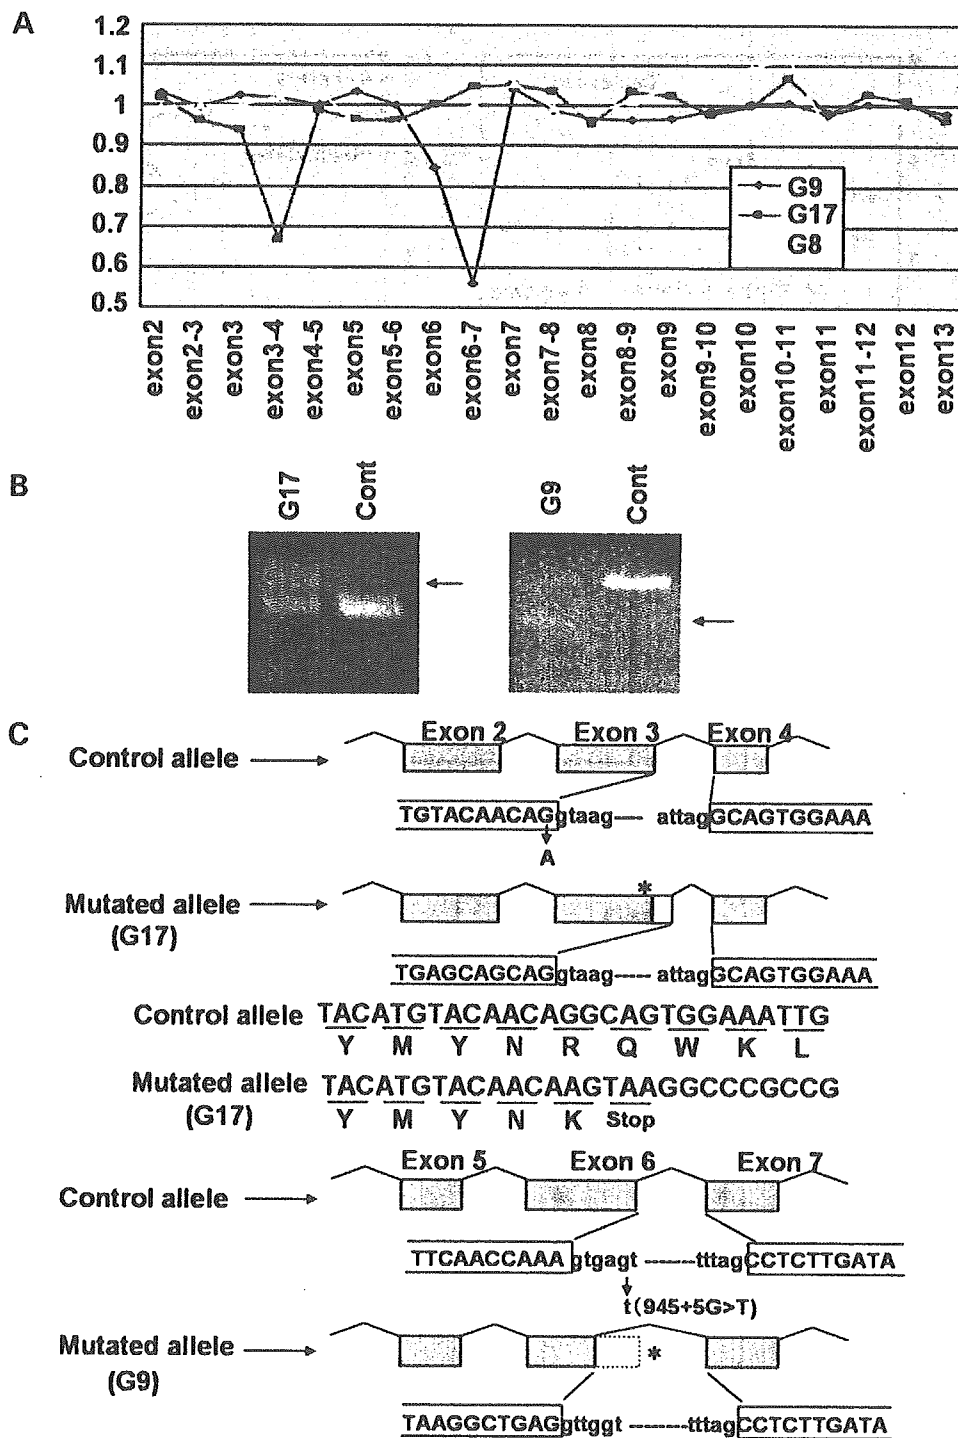 A
1.2
1.1
1
0.9
0.8
0.7
0.6
0.5
G9
G17
G8
exon2
exon2-3
exon3
exon3-4
exon4-5
exon5
exon5-6
exon6
exon6-7
exon7
exon7-8
exon8
exon8-9
exon9
exon9-10
exon10
exon10-11
exon11
exon11-12
exon12
exon13
B
G17
Cont
G9
Cont
C
Exon 2 Exon 3 Exon 4
Control allele
TGTACAACAGgtaag---- attagGCAGTGGAAA
A
*
Mutated allele
(G17)
TGAGCAGCAGgtaag----- attagGCAGTGGAAA
Control allele TACATGTACAACAGGCAGTGGAAATTG
Y M Y N R Q W K L
Mutated allele TACATGTACAACAAGTAAGGCCCGCCG
(G17) Y M Y N K Stop
Exon 5 Exon 6 Exon 7
Control allele
TTCAACCAAAgtgagt -------tttagCCTCTTGATA
t(945+5G>T)
Mutated allele
*
(G9)
TAAGGCTGAGgttggt --------tttagCCTCTTGATA